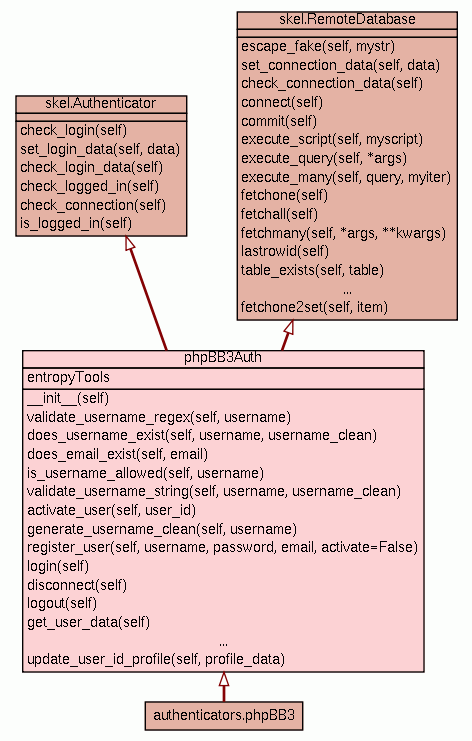 skel.RemoteDatabase
escape_fake(self, mystr)
set_connection_data(self, data)
check_connection_data(self)
connect(self)
commit(self)
execute_script(self, myscript)
execute_query(self, *args)
execute_many(self, query, myiter)
fetchone(self)
fetchall(self)
fetchmany(self, *args, **kwargs)
lastrowid(self)
table_exists(self, table)
...
fetchone2set(self, item)
skel.Authenticator
check_login(self)
set_login_data(self, data)
check_login_data(self)
check_logged_in(self)
check_connection(self)
is_logged_in(self)
phpBB3Auth
entropyTools
__init__(self)
validate_username_regex(self, username)
does_username_exist(self, username, username_clean)
does_email_exist(self, email)
is_username_allowed(self, username)
validate_username_string(self, username, username_clean)
activate_user(self, user_id)
generate_username_clean(self, username)
register_user(self, username, password, email, activate=False)
login(self)
disconnect(self)
logout(self)
get_user_data(self)
...
update_user_id_profile(self, profile_data)
authenticators.phpBB3